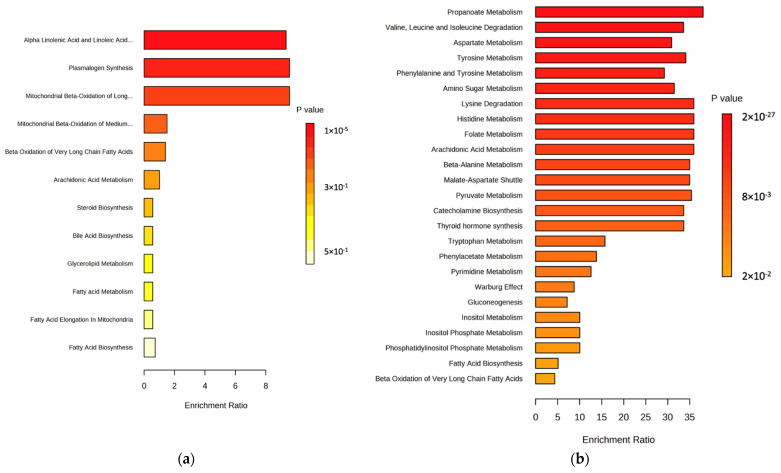 Alpha Linolenic Acid and Linoleic Acid...
Plasmalogen Synthesis
Mitochondrial Beta-Oxidation of Long...
Mitochondrial Beta-Oxidation of Medium...
Beta Oxidation of Very Long Chain Fatty Acids
Arachidonic Acid Metabolism
Steroid Biosynthesis
Bile Acid Biosynthesis
Glycerolipid Metabolism
Fatty acid Metabolism
Fatty Acid Elongation In Mitochondria
Fatty Acid Biosynthesis
0 2 4 6 8
Enrichment Ratio
P value
1×10⁻⁵
3×10⁻¹
5×10⁻¹
(a)
Propanoate Metabolism
Valine, Leucine and Isoleucine Degradation
Aspartate Metabolism
Tyrosine Metabolism
Phenylalanine and Tyrosine Metabolism
Amino Sugar Metabolism
Lysine Degradation
Histidine Metabolism
Folate Metabolism
Arachidonic Acid Metabolism
Beta-Alanine Metabolism
Malate-Aspartate Shuttle
Pyruvate Metabolism
Catecholamine Biosynthesis
Thyroid hormone synthesis
Tryptophan Metabolism
Phenylacetate Metabolism
Pyrimidine Metabolism
Warburg Effect
Gluconeogenesis
Inositol Metabolism
Inositol Phosphate Metabolism
Phosphatidylinositol Phosphate Metabolism
Fatty Acid Biosynthesis
Beta Oxidation of Very Long Chain Fatty Acids
0 5 10 15 20 25 30 35
Enrichment Ratio
P value
2×10⁻²⁷
8×10⁻³
2×10⁻²
(b)